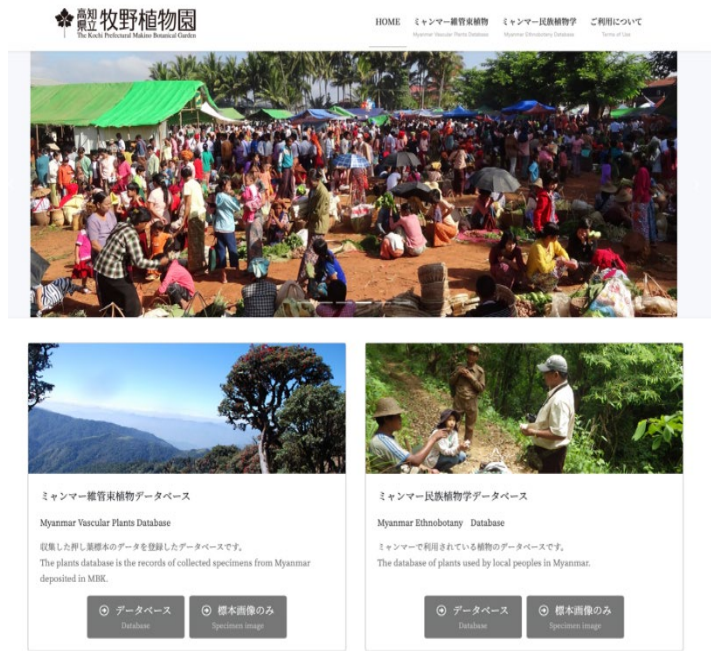 高知県立 牧野植物園
The Kochi Prefectural Makino Botanical Garden
HOME ミャンマー維管束植物 ミャンマー民族植物学 ご利用について
Myanmar Vascular Plants Database Myanmar Ethnobotany Database Terms of Use
ミャンマー維管束植物データベース
Myanmar Vascular Plants Database
収集した押し葉標本のデータを登録したデータベースです。
The plants database is the records of collected specimens from Myanmar
deposited in MBK.
データベース 標本画像のみ
Database Specimen image
ミャンマー民族植物学データベース
Myanmar Ethnobotany Database
ミャンマーで利用されている植物のデータベースです。
The database of plants used by local peoples in Myanmar.
データベース 標本画像のみ
Database Specimen image